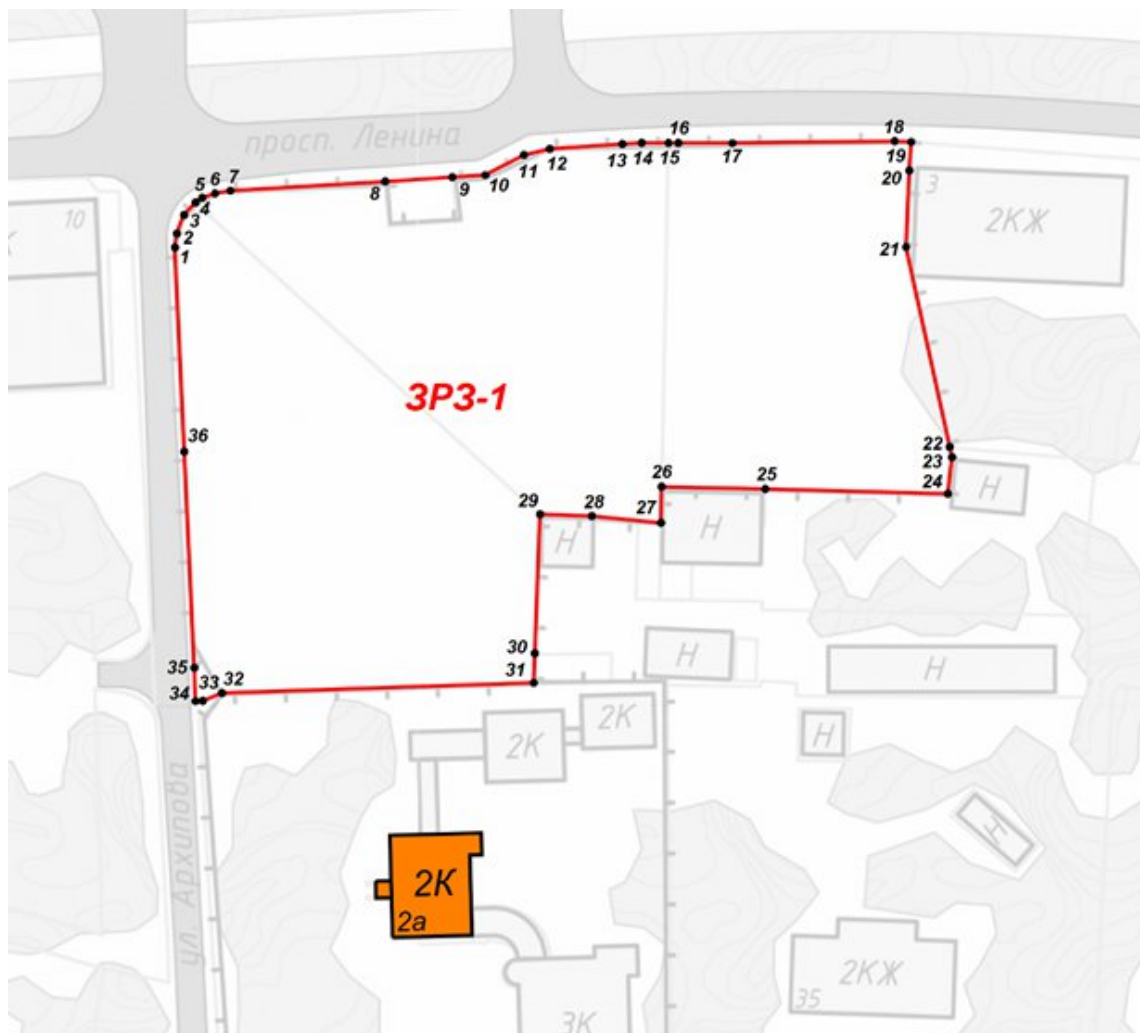 просп. Ленина
16
18
11
12
13
14
15
17
19
10
9
8
7
6
5
4
3
2
1
20
3
2КЖ
21
10
К
ЗРЗ-1
36
22
23
24
Н
26
25
29
28
27
Н
Н
30
31
Н
Н
35
34
33
32
2К
2К
Н
Н
ул. Архипова
2К
2а
2КЖ
35
3К